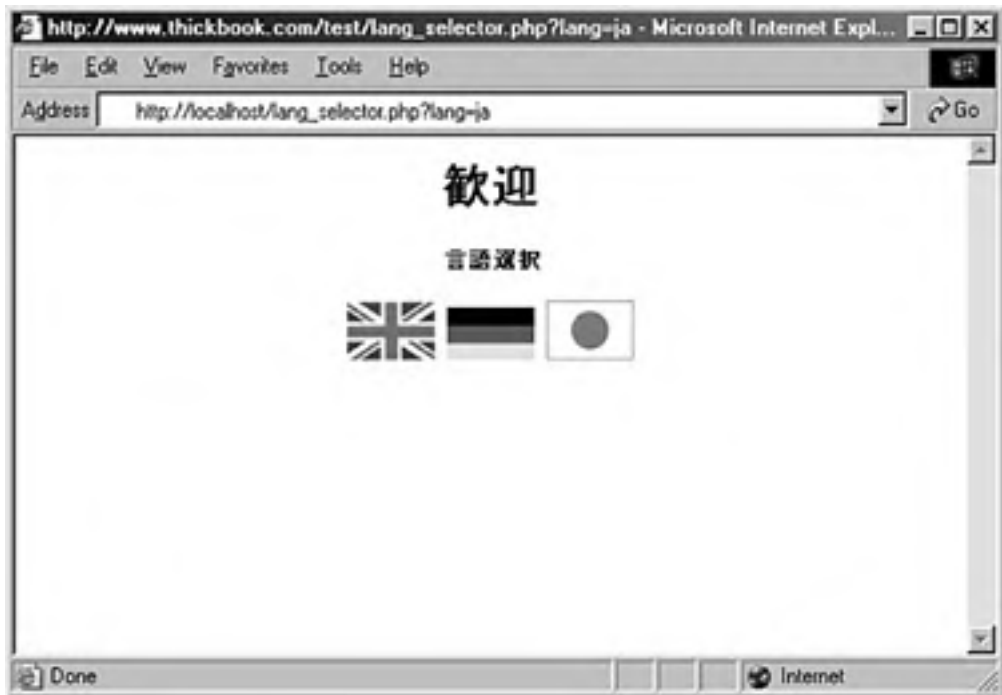 http://www.thickbook.com/test/lang_selector.php?lang=ja - Microsoft Internet Expl...
File Edit View Favorites Tools Help
Address http://localhost/lang_selector.php?lang=ja Go
歓迎
言語選択
Done Internet